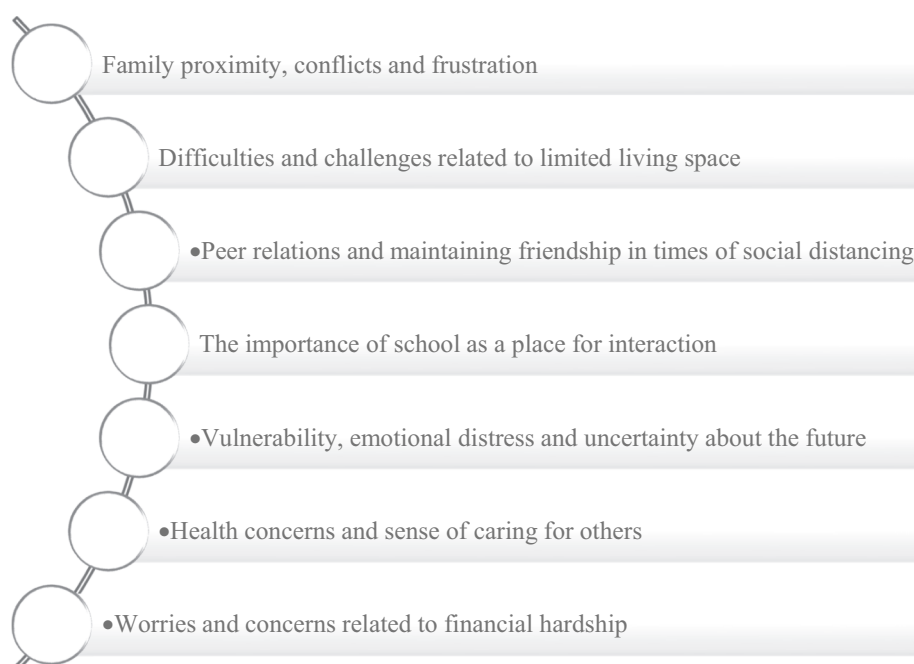 Family proximity, conflicts and frustration
Difficulties and challenges related to limited living space
•Peer relations and maintaining friendship in times of social distancing
The importance of school as a place for interaction
•Vulnerability, emotional distress and uncertainty about the future
•Health concerns and sense of caring for others
•Worries and concerns related to financial hardship